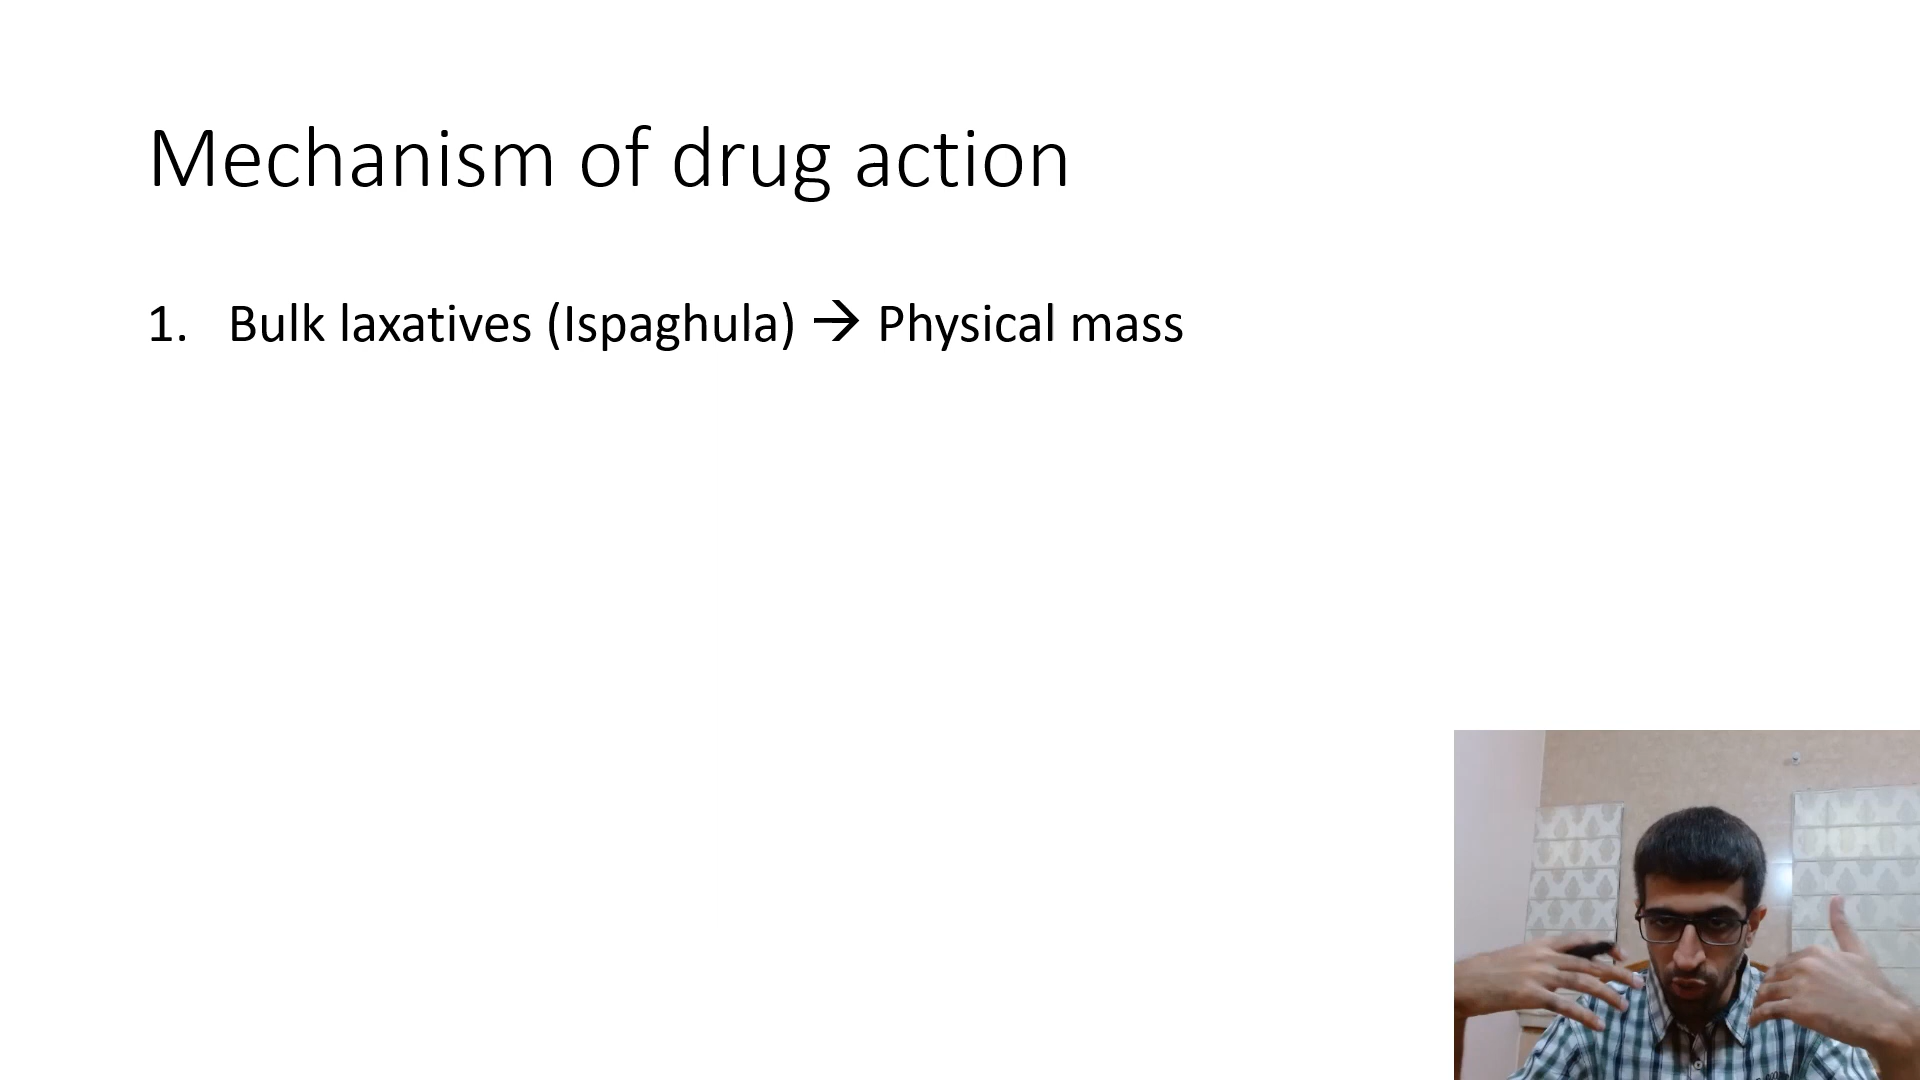 Mechanism of drug action
1. Bulk laxatives (Ispaghula) → Physical mass